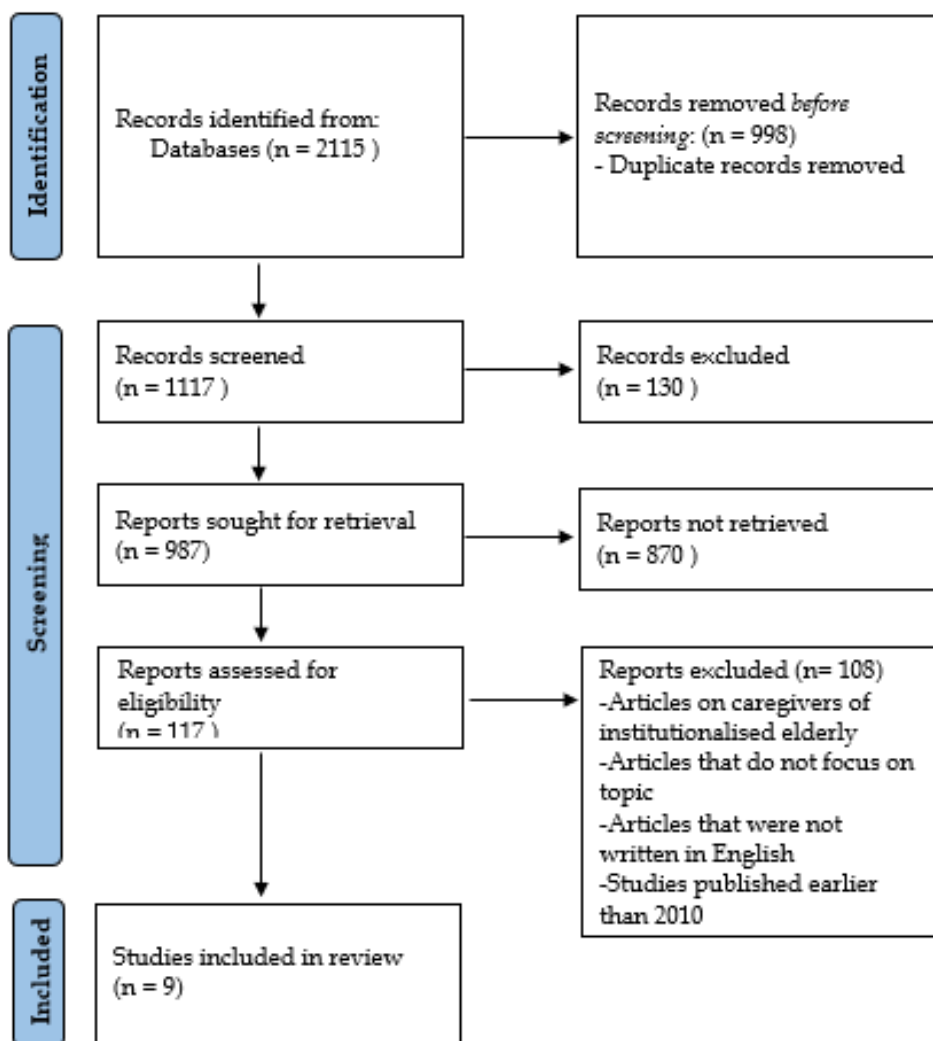 Identification
Records identified from:
Databases (n = 2115 )
Records removed before
screening: (n = 998)
- Duplicate records removed
Screening
Records screened
(n = 1117 )
Records excluded
(n = 130 )
Reports sought for retrieval
(n = 987)
Reports not retrieved
(n = 870 )
Reports assessed for
eligibility
(n = 117 )
Reports excluded (n= 108)
-Articles on caregivers of
institutionalised elderly
-Articles that do not focus on
topic
-Articles that were not
written in English
-Studies published earlier
than 2010
Included
Studies included in review
(n = 9)